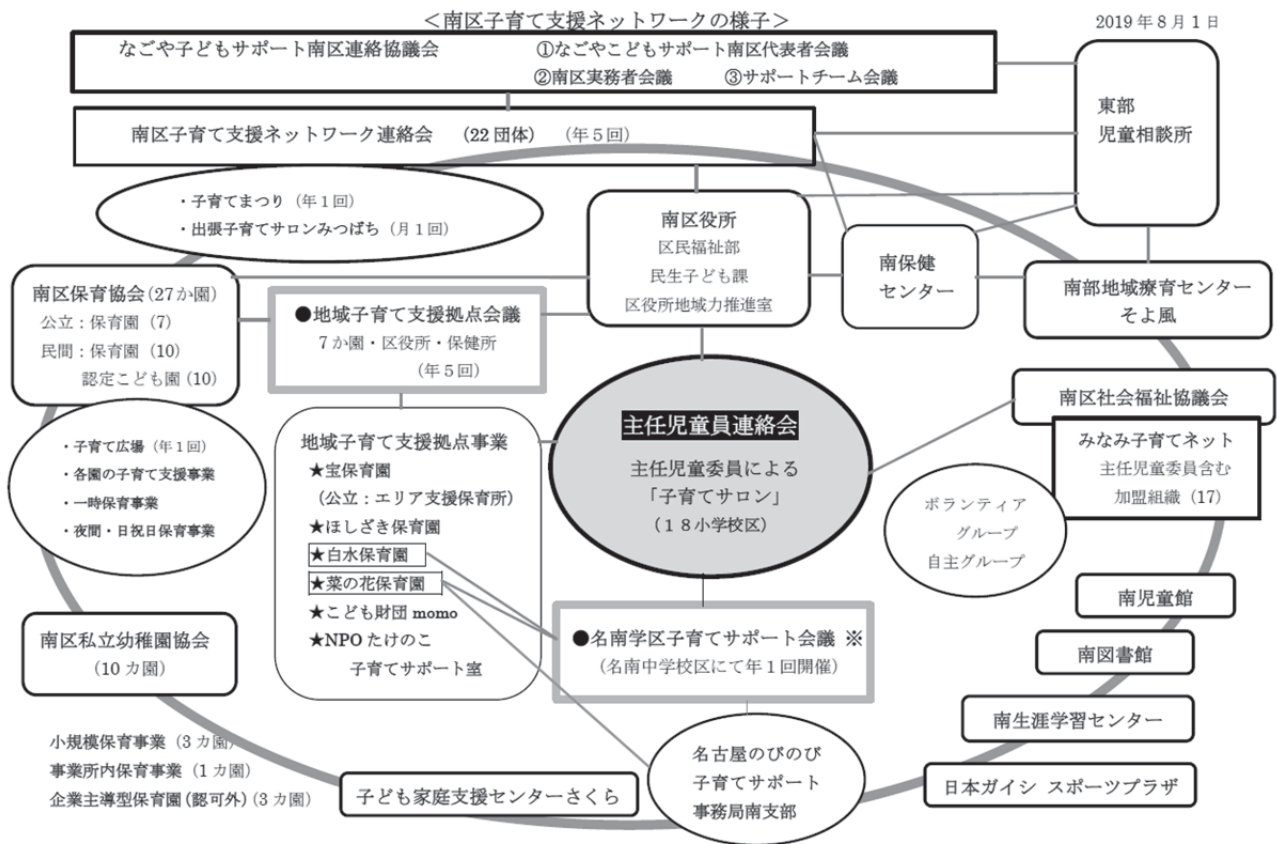 <南区子育て支援ネットワークの様子>
2019年8月1日
なごや子どもサポート南区連絡協議会 ①なごやこどもサポート南区代表者会議
②南区実務者会議 ③サポートチーム会議
東部
児童相談所
南区子育て支援ネットワーク連絡会 (22団体) (年5回)
・子育てまつり (年1回)
・出張子育てサロンみつばち (月1回)
南区役所
区民福祉部
民生子ども課
区役所地域力推進室
南保健
センター
南部地域療育センター
そよ風
南区保育協会(27か園)
公立:保育園 (7)
民間:保育園 (10)
認定こども園(10)
●地域子育て支援拠点会議
7か園・区役所・保健所
(年5回)
主任児童員連絡会
主任児童委員による
「子育てサロン」
(18小学校区)
南区社会福祉協議会
みなみ子育てネット
主任児童委員含む
加盟組織 (17)
ボランティア
グループ
自主グループ
・子育て広場 (年1回)
・各園の子育て支援事業
・一時保育事業
・夜間・日祝日保育事業
地域子育て支援拠点事業
★宝保育園
(公立:エリア支援保育所)
★ほしざき保育園
★白水保育園
★菜の花保育園
★こども財団 momo
★NPO たけのこ
子育てサポート室
●名南学区子育てサポート会議 ※
(名南中学校区にて年1回開催)
南児童館
南図書館
南生涯学習センター
日本ガイシ スポーツプラザ
南区私立幼稚園協会
(10カ園)
小規模保育事業 (3カ園)
事業所内保育事業 (1カ園)
企業主導型保育園(認可外) (3カ園)
子ども家庭支援センターさくら
名古屋のびのび
子育てサポート
事務局南支部